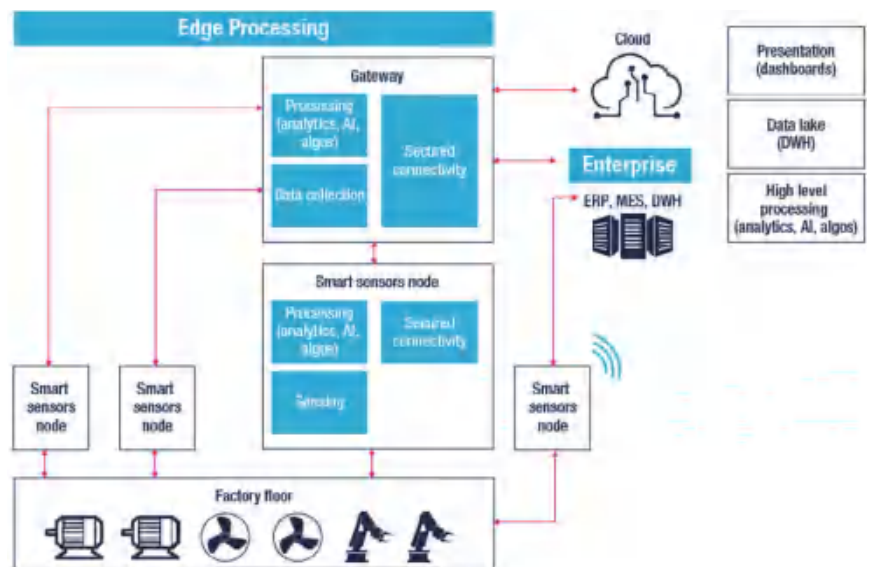 Edge Processing
Gateway
Processing
(analytics, AI,
algos)
Secured
connectivity
Data collection
Cloud
Enterprise
ERP, MES, DWH
Presentation
(dashboards)
Data lake
(DWH)
High level
processing
(analytics, AI, algos)
Smart sensors node
Processing
(analytics, AI,
algos)
Secured
connectivity
Sensing
Smart
sensors
node
Smart
sensors
node
Smart
sensors
node
Factory floor